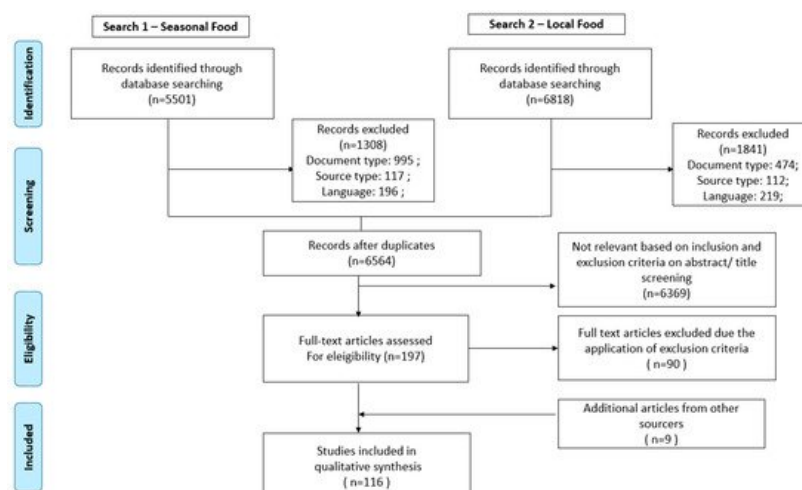 Search 1 – Seasonal Food
Search 2 – Local Food
Identification
Records identified through
database searching
(n=5501)
Records identified through
database searching
(n=6818)
Records excluded
(n=1308)
Document type: 995 ;
Source type: 117 ;
Language: 196 ;
Records excluded
(n=1841)
Document type: 474;
Source type: 112;
Language: 219;
Screening
Records after duplicates
(n=6564)
Not relevant based on inclusion and
exclusion criteria on abstract/ title
screening
(n=6369)
Eligibility
Full-text articles assessed
For eleigibility (n=197)
Full text articles excluded due the
application of exclusion criteria
( n=90 )
Additional articles from other
sourcers
(n=9 )
Included
Studies included in
qualitative synthesis
( n=116 )